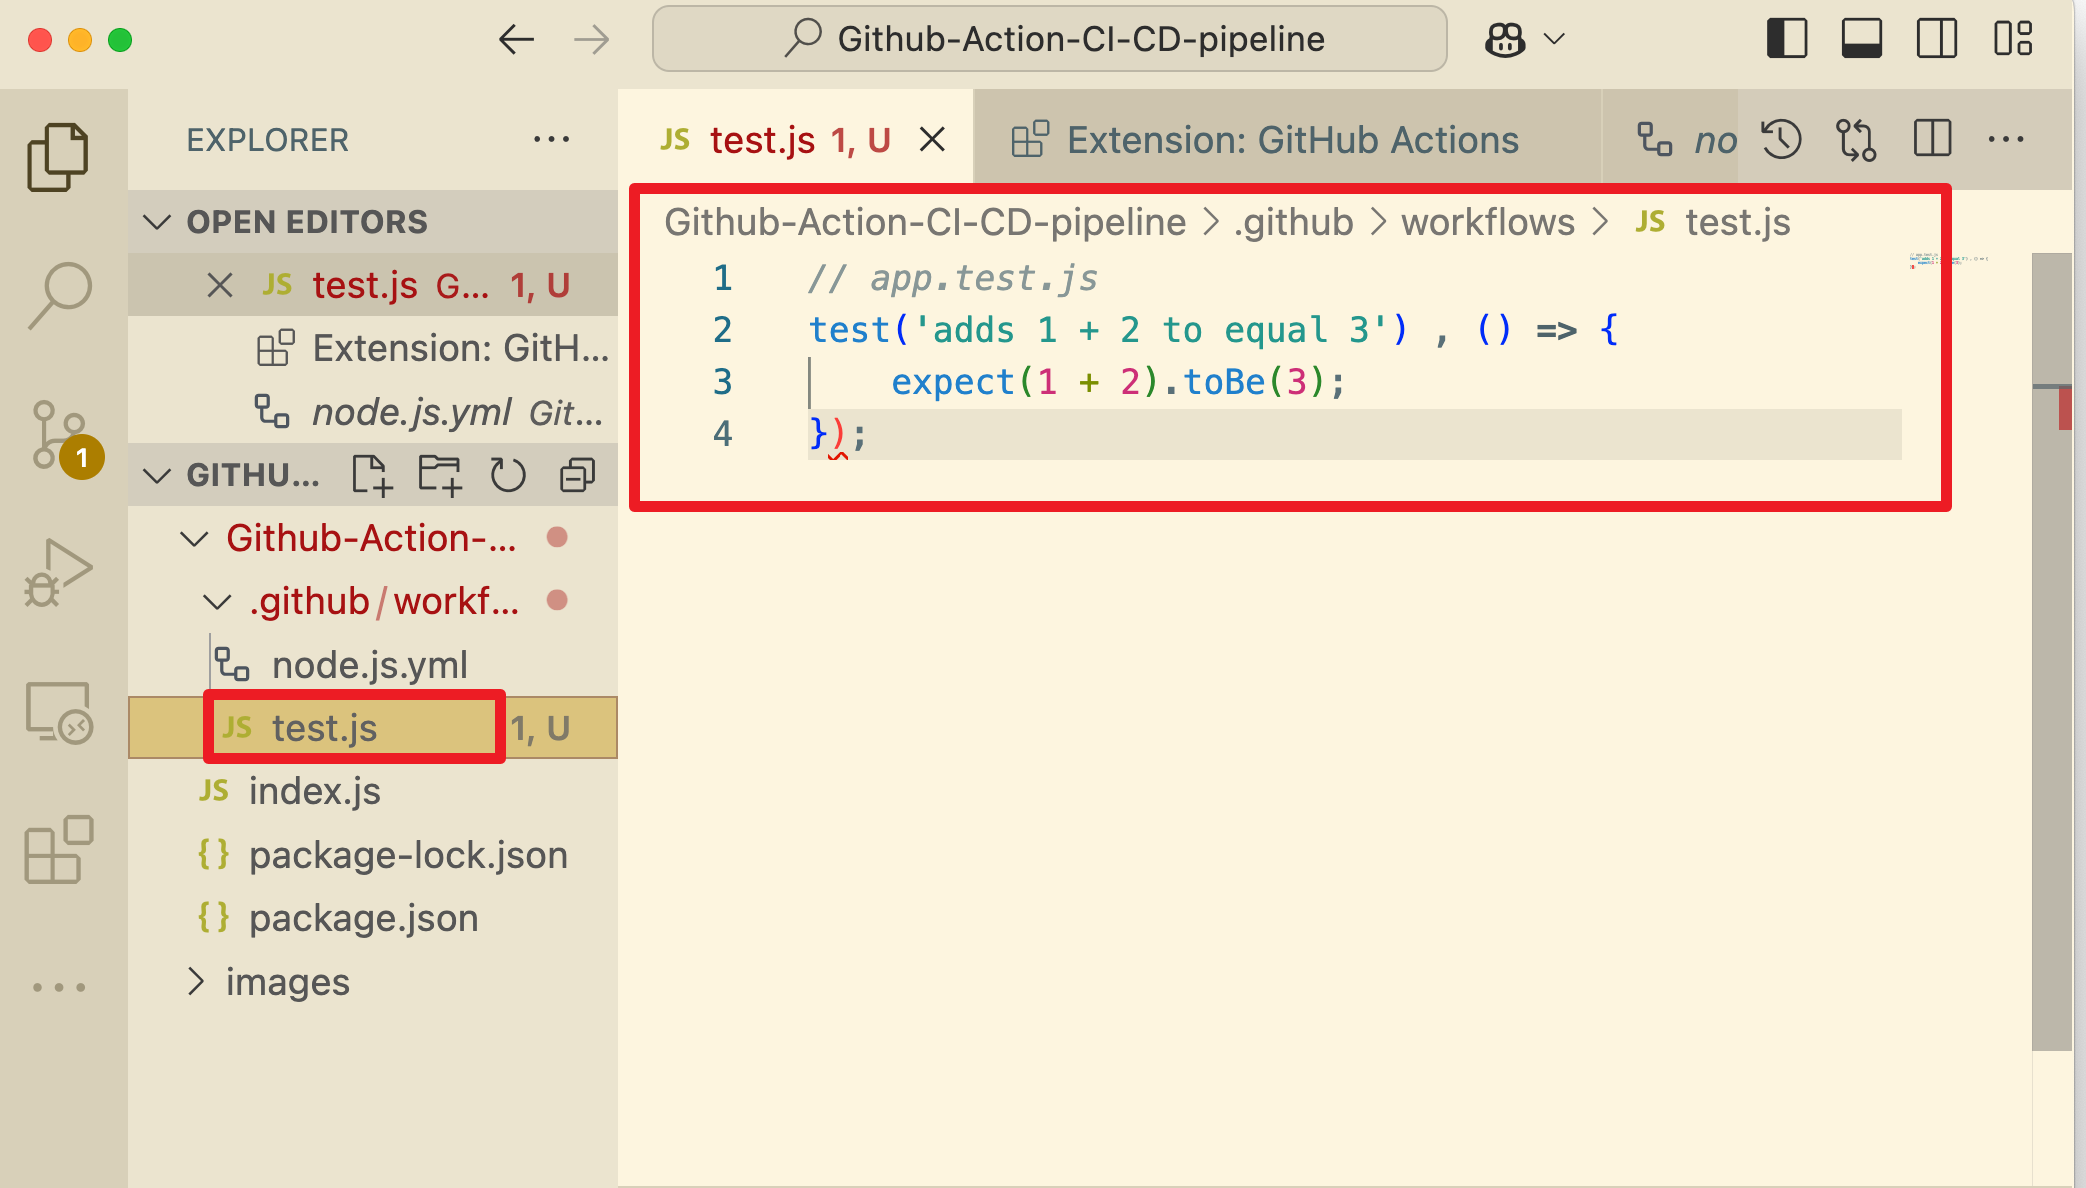 Github-Action-CI-CD-pipeline
EXPLORER
OPEN EDITORS
JS test.js G... 1, U
Extension: GitH...
node.js.yml Git...
1
GITHU...
Github-Action-...
.github/workf...
node.js.yml
JS test.js 1, U
JS index.js
{} package-lock.json
{} package.json
images
JS test.js 1, U
Extension: GitHub Actions
no
Github-Action-CI-CD-pipeline > .github > workflows > JS test.js
1 // app.test.js
2 test('adds 1 + 2 to equal 3') , () => {
3     expect(1 + 2).toBe(3);
4 });